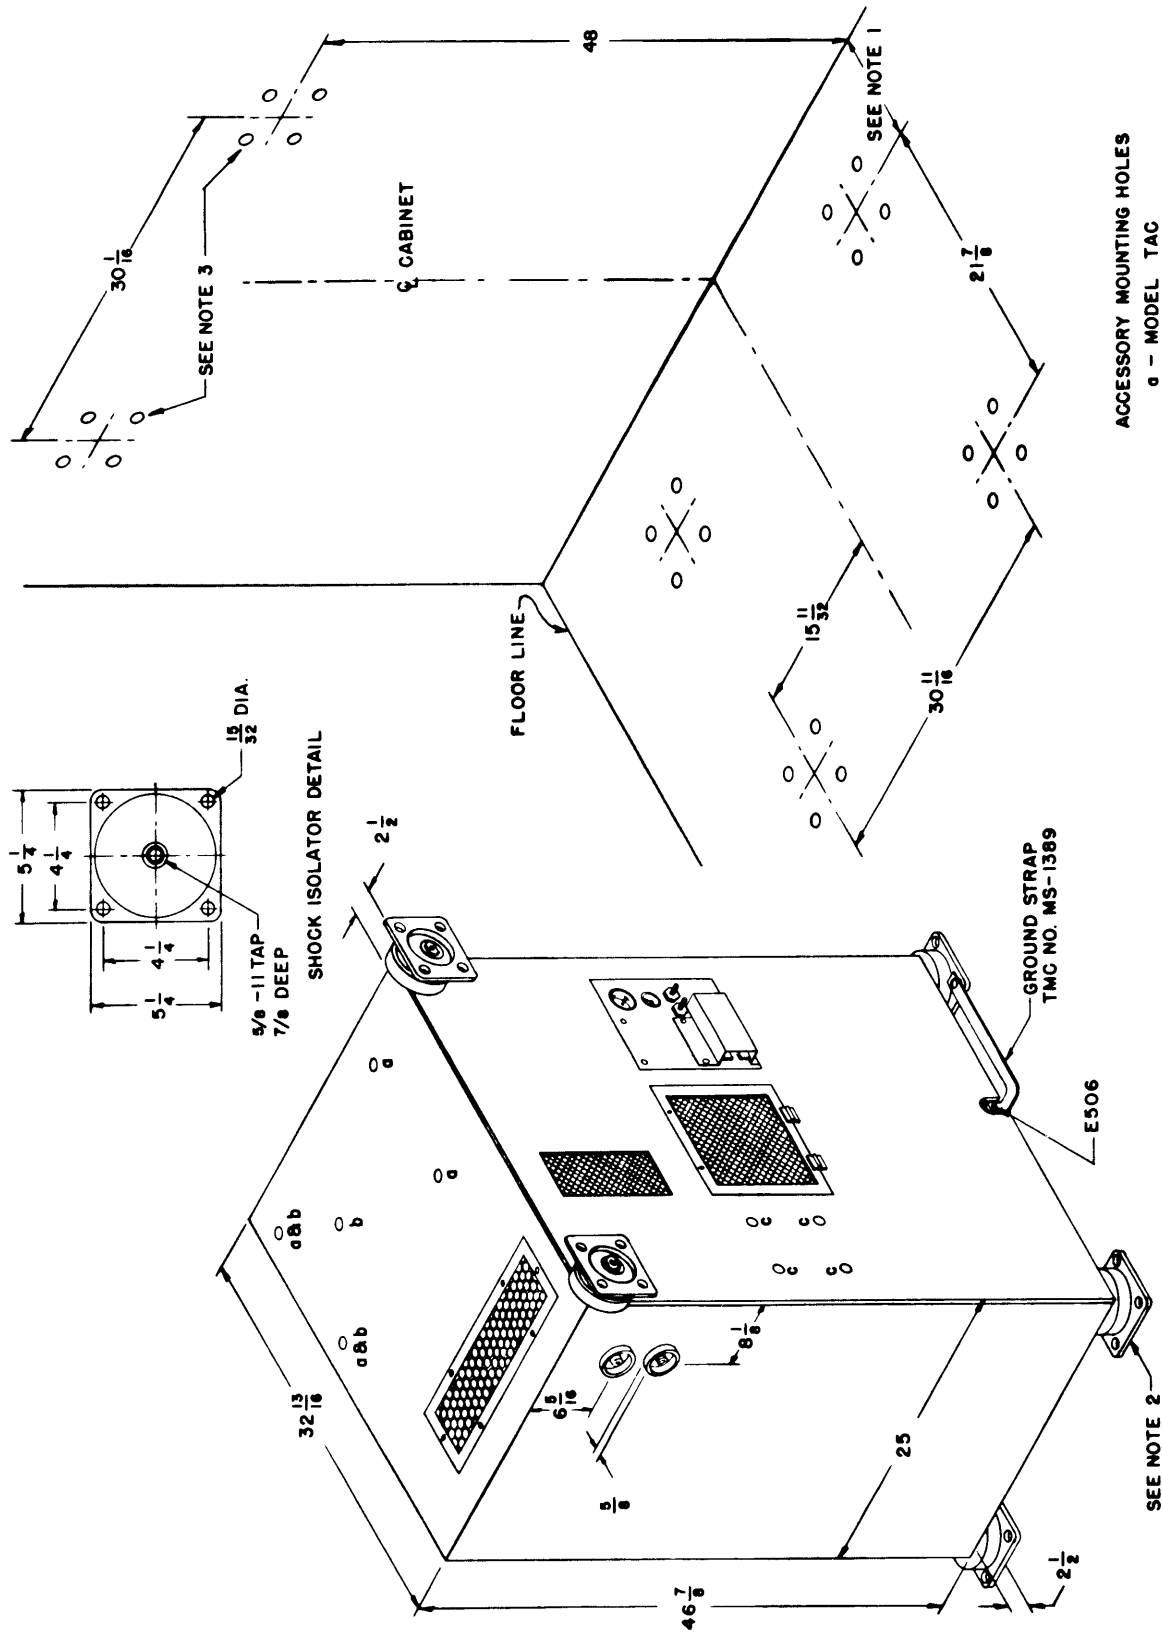 5 1/4
4 1/4
5 1/4
4 1/4
15/32 DIA.
5/8 -11 TAP
7/8 DEEP
SHOCK ISOLATOR DETAIL
2 1/2
32 13/16
a&b
a&b
b
a
a
6 5/16
5/8
8 1/8
c
c
c
c
25
46 7/8
2 1/2
SEE NOTE 2
E506
GROUND STRAP
TMC NO. MS-1389
30 1/16
SEE NOTE 3
48
℄ CABINET
FLOOR LINE
SEE NOTE 1
15 11/32
30 11/16
21 7/8
ACCESSORY MOUNTING HOLES
a - MODEL TAC